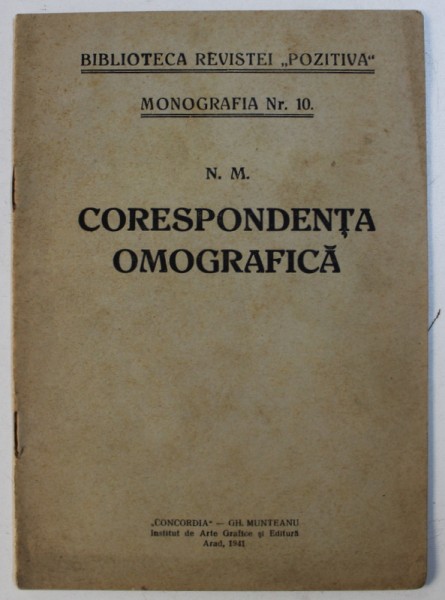 BIBLIOTECA REVISTEI „POZITIVA“
MONOGRAFIA Nr. 10.
N. M.
CORESPONDENȚA
OMOGRAFICĂ
„CONCORDIA“ — GH. MUNTEANU
Institut de Arte Grafice și Editură
Arad, 1941